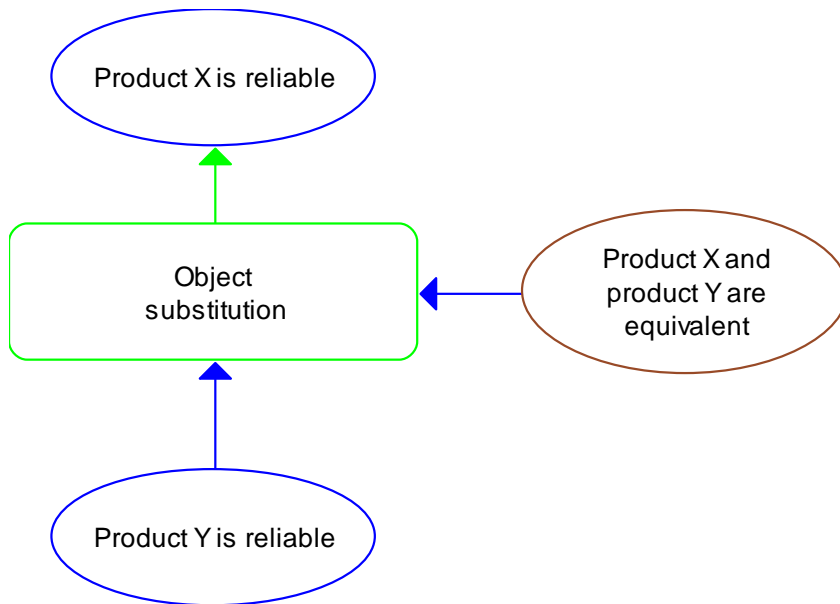 Product X is reliable
Object
substitution
Product X and
product Y are
equivalent
Product Y is reliable